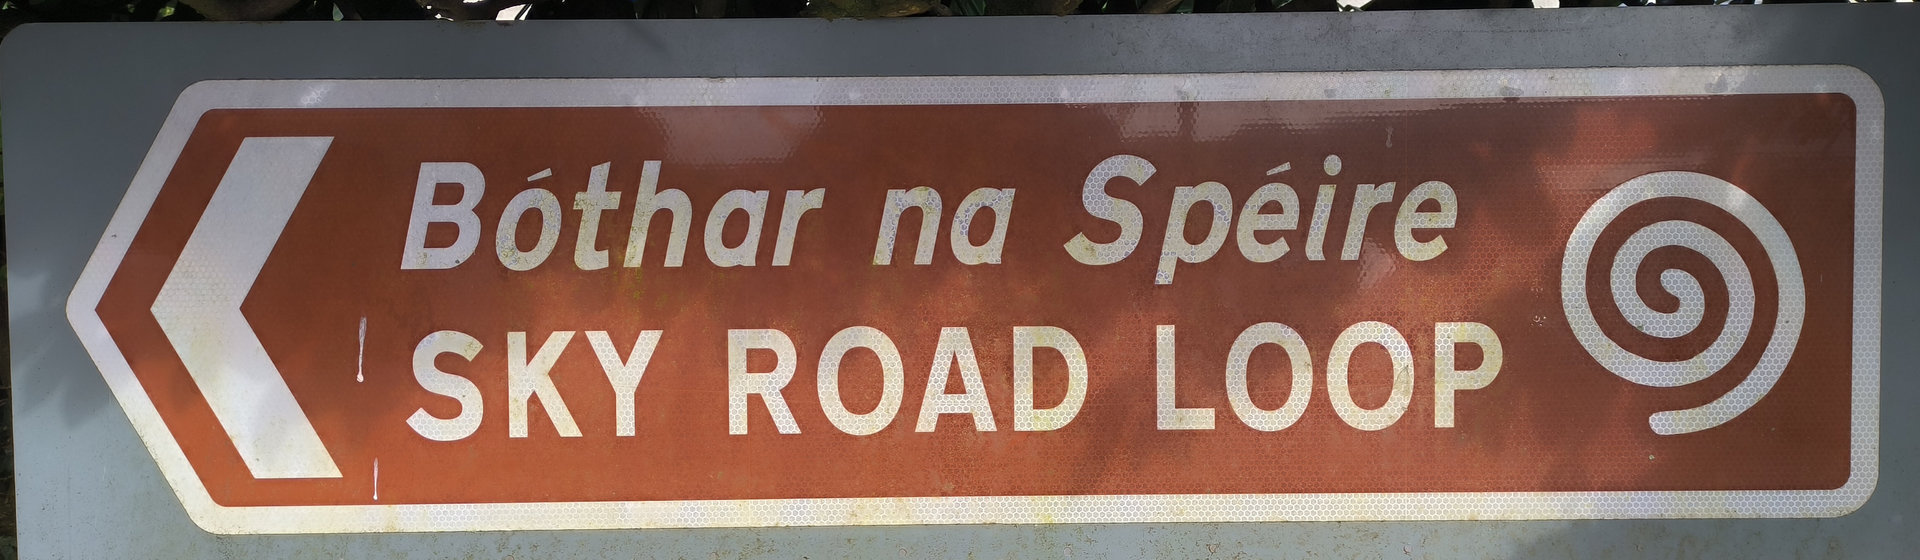 Bóthar na Spéire
SKY ROAD LOOP